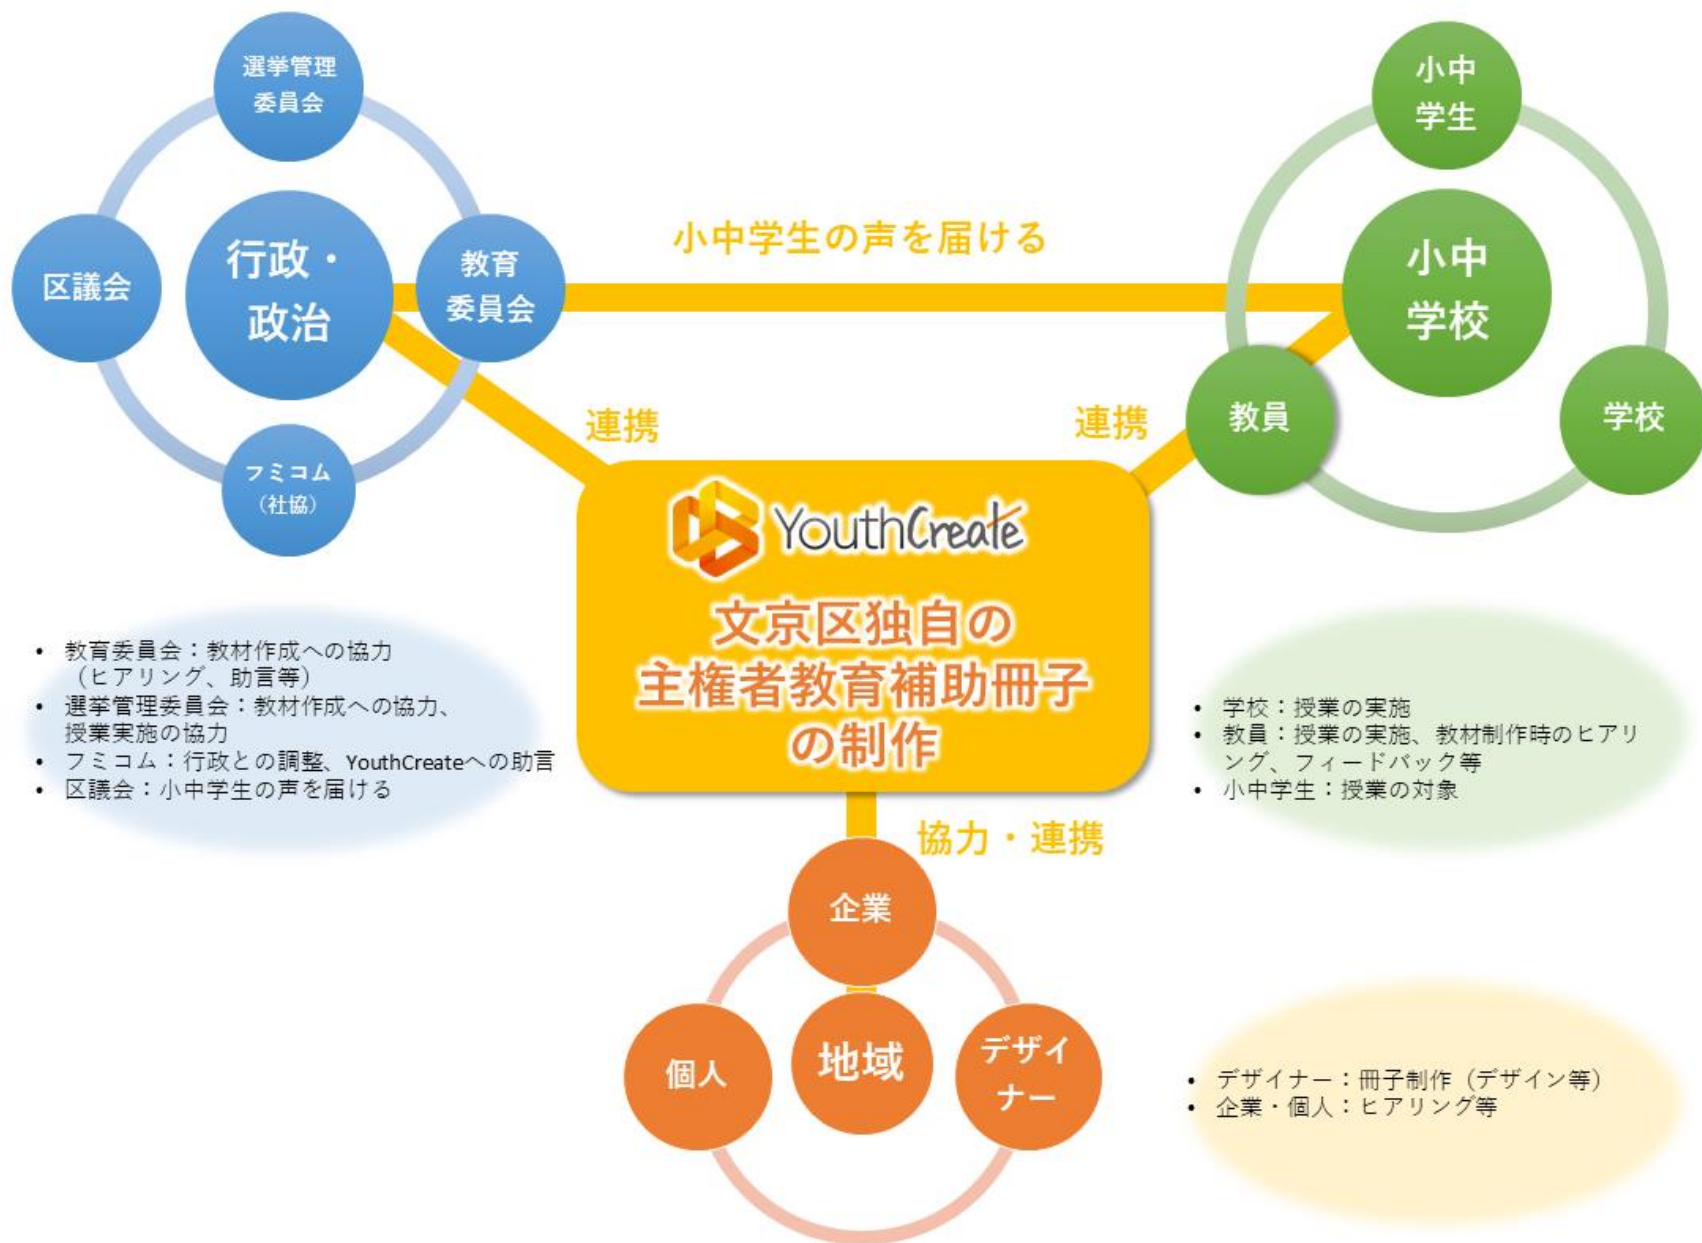 選挙管理
委員会
区議会
行政・
政治
教育
委員会
フミコム
（社協）
小中学生の声を届ける
小中
学生
小中
学校
教員
学校
連携
連携
YouthCreate
文京区独自の
主権者教育補助冊子
の制作
• 教育委員会：教材作成への協力
（ヒアリング、助言等）
• 選挙管理委員会：教材作成への協力、
授業実施の協力
• フミコム：行政との調整、YouthCreateへの助言
• 区議会：小中学生の声を届ける
• 学校：授業の実施
• 教員：授業の実施、教材制作時のヒアリ
ング、フィードバック等
• 小中学生：授業の対象
協力・連携
企業
個人
地域
デザイ
ナー
• デザイナー：冊子制作（デザイン等）
• 企業・個人：ヒアリング等